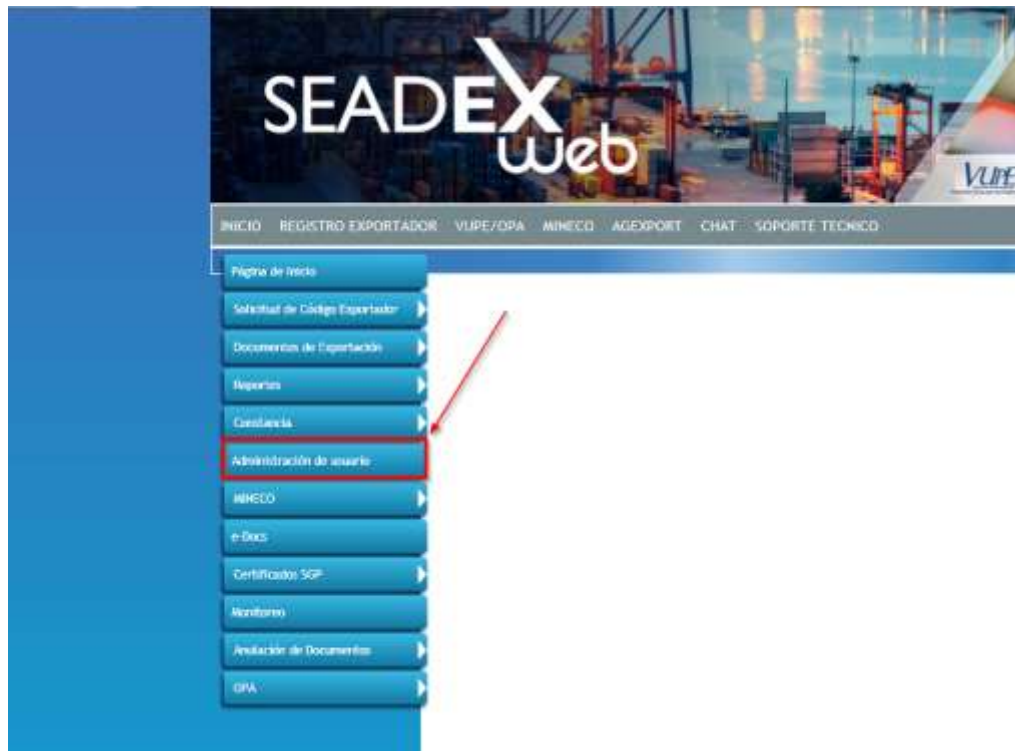 SEADEX
web
VUPE
INICIO REGISTRO EXPORTADOR VUPE/OPA MINECO AGEXPORT CHAT SOPORTE TECNICO
Página de Inicio
Solicitud de Código Exportador
Documentos de Exportación
Reportes
Constancia
Administración de usuario
MINECO
e-Docs
Certificados SGP
Monitoreo
Anulación de Documentos
OPA